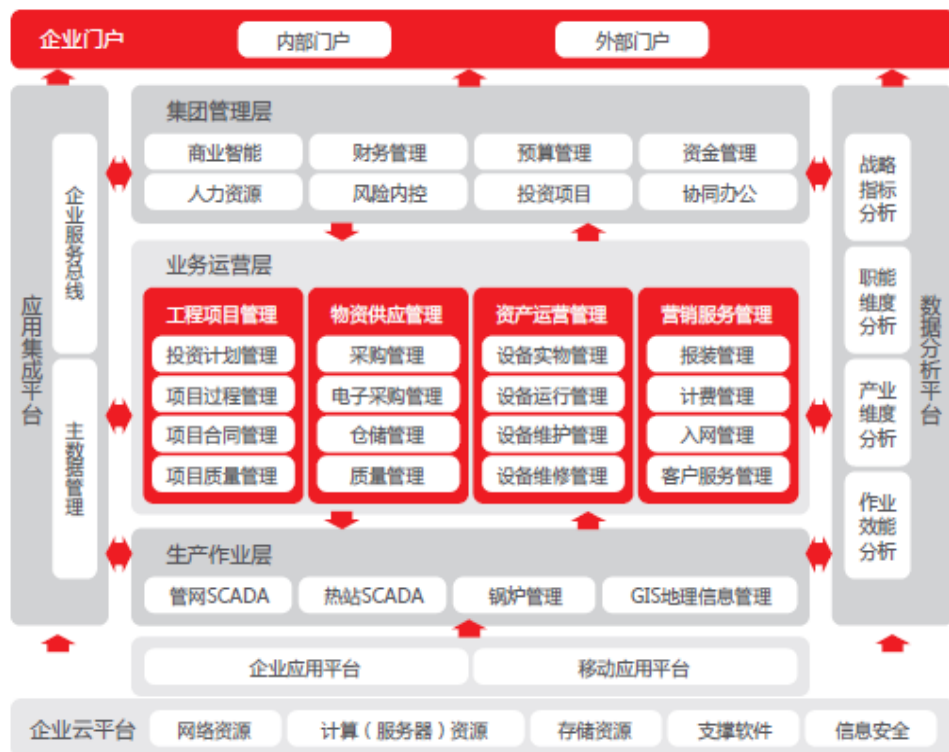 企业门户
内部门户
外部门户
应用集成平台
企业服务总线
主数据管理
集团管理层
商业智能
财务管理
预算管理
资金管理
人力资源
风险内控
投资项目
协同办公
业务运营层
工程项目管理
投资计划管理
项目过程管理
项目合同管理
项目质量管理
物资供应管理
采购管理
电子采购管理
仓储管理
质量管理
资产运营管理
设备实物管理
设备运行管理
设备维护管理
设备维修管理
营销服务管理
报装管理
计费管理
入网管理
客户服务管理
生产作业层
管网SCADA
热站SCADA
锅炉管理
GIS地理信息管理
数据分析平台
战略
指标
分析
职能
维度
分析
产业
维度
分析
作业
效能
分析
企业应用平台
移动应用平台
企业云平台
网络资源
计算（服务器）资源
存储资源
支撑软件
信息安全